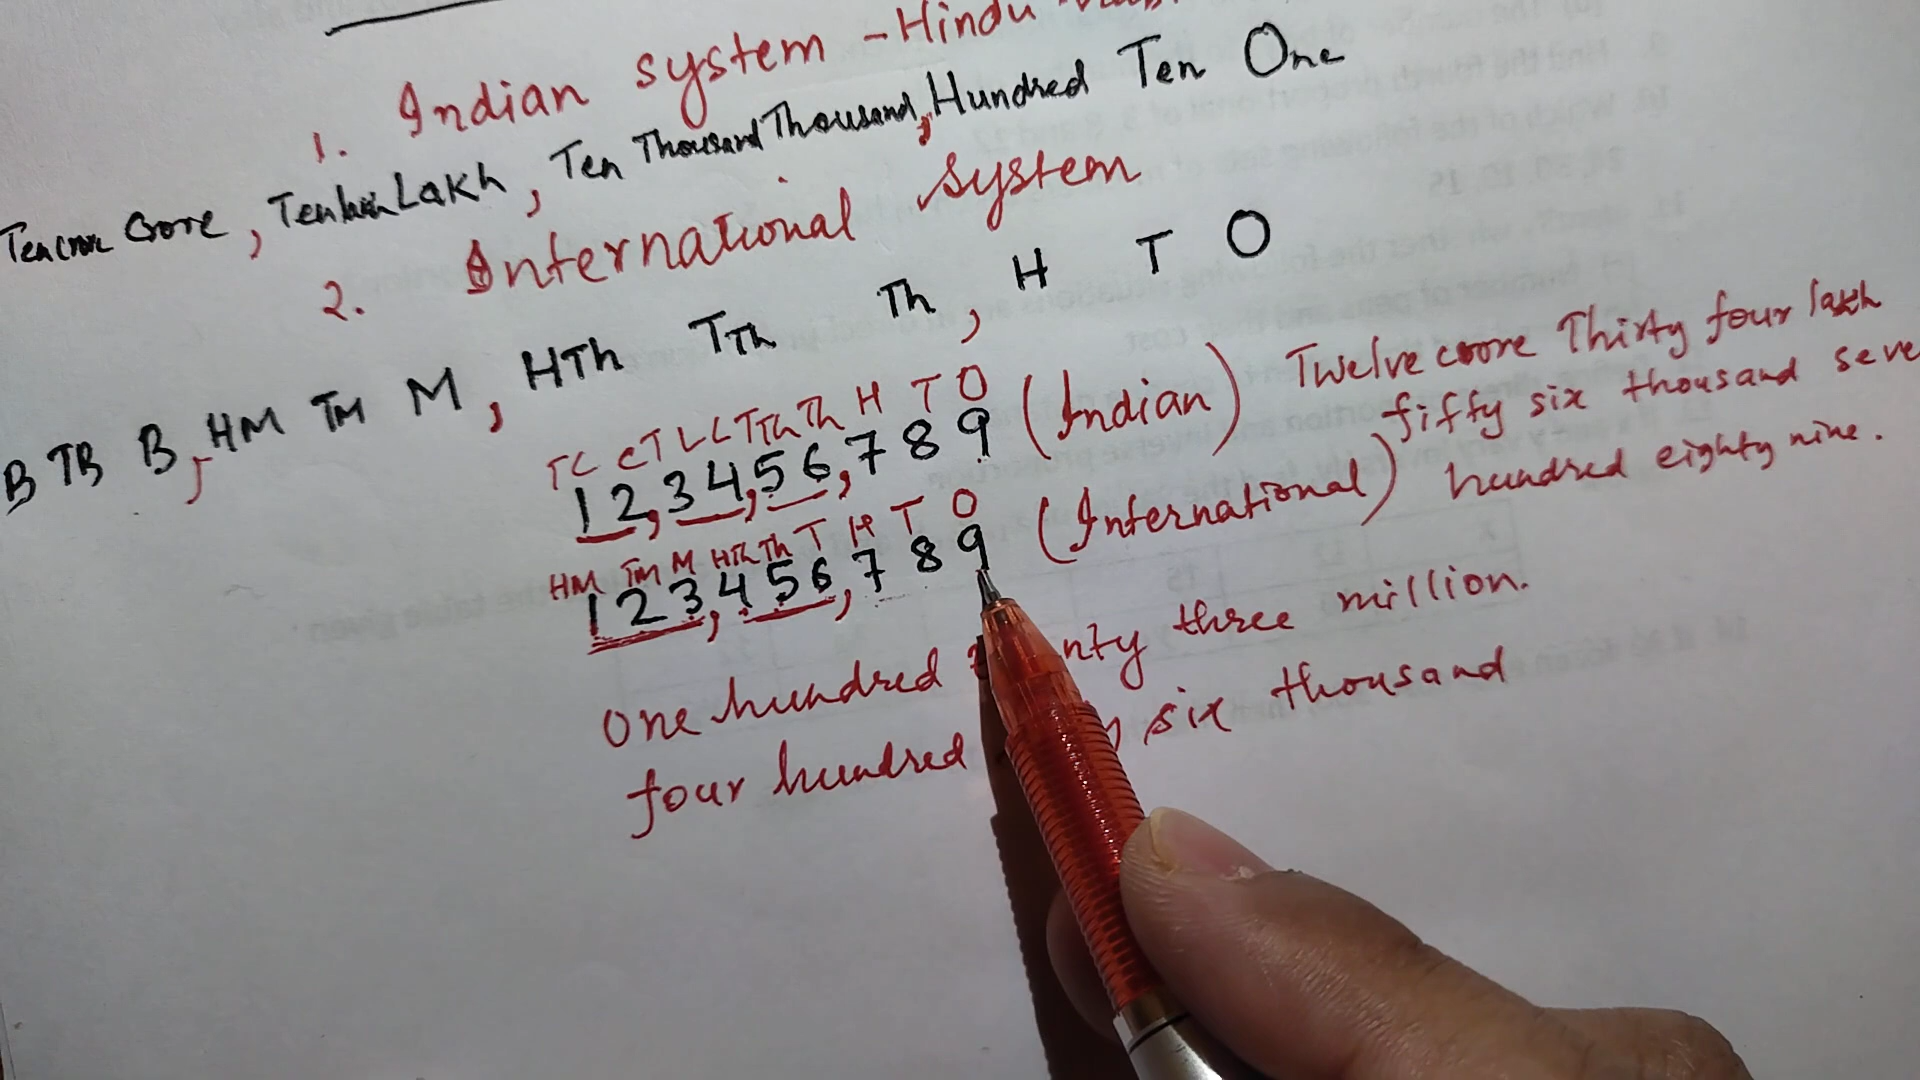 1. Indian system - Hindu
Ten crore Crore, Ten lakh Lakh, Ten Thousand Thousand, Hundred Ten One
2. International system
B TB B, HM TM M, HTh TTh Th, H T O
TC C TL L TTh Th H T O
12,34,56,789 (Indian) Twelve crore Thirty four lakh
fifty six thousand seve
hundred eighty nine.
HM TM M HTh Th T H T O
123,456,789 (International)
One hundred nty three million.
four hundred y six thousand